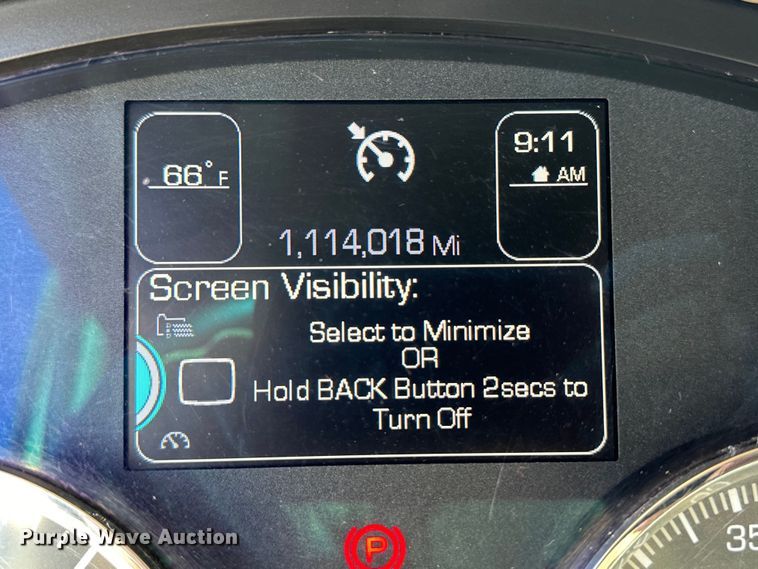 66° F
9:11
AM
1,114,018 Mi
Screen Visibility:
Select to Minimize
OR
Hold BACK Button 2secs to
Turn Off
P
35
Purple Wave Auction